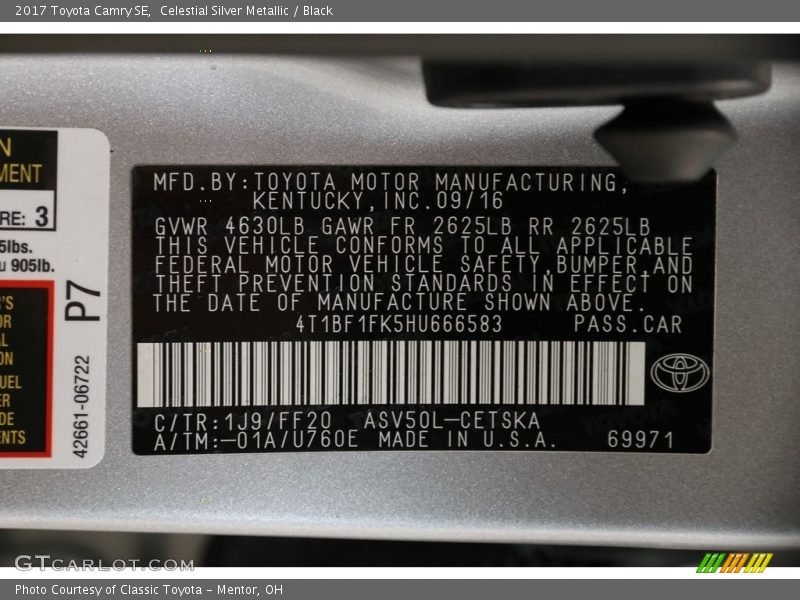 2017 Toyota Camry SE, Celestial Silver Metallic / Black
N
MENT
RE: 3
5lbs.
905lb.
P7
42661-06722
MFD.BY:TOYOTA MOTOR MANUFACTURING,
KENTUCKY,INC.09/16
GVWR 4630LB GAWR FR 2625LB RR 2625LB
THIS VEHICLE CONFORMS TO ALL APPLICABLE
FEDERAL MOTOR VEHICLE SAFETY,BUMPER,AND
THEFT PREVENTION STANDARDS IN EFFECT ON
THE DATE OF MANUFACTURE SHOWN ABOVE.
4T1BF1FK5HU666583 PASS.CAR
C/TR:1J9/FF20 ASV50L-CETSKA
A/TM:-01A/U760E MADE IN U.S.A. 69971
GTCARLOT.COM
Photo Courtesy of Classic Toyota - Mentor, OH